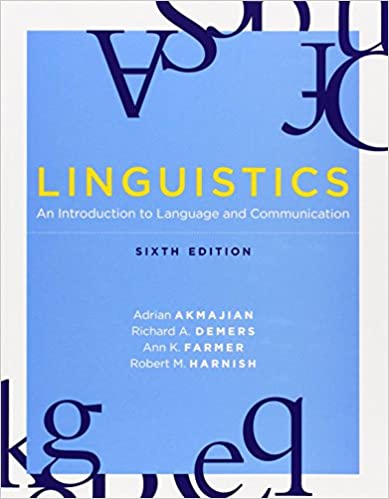 LINGUISTICS
An Introduction to Language and Communication
SIXTH EDITION
Adrian AKMAJIAN
Richard A. DEMERS
Ann K. FARMER
Robert M. HARNISH